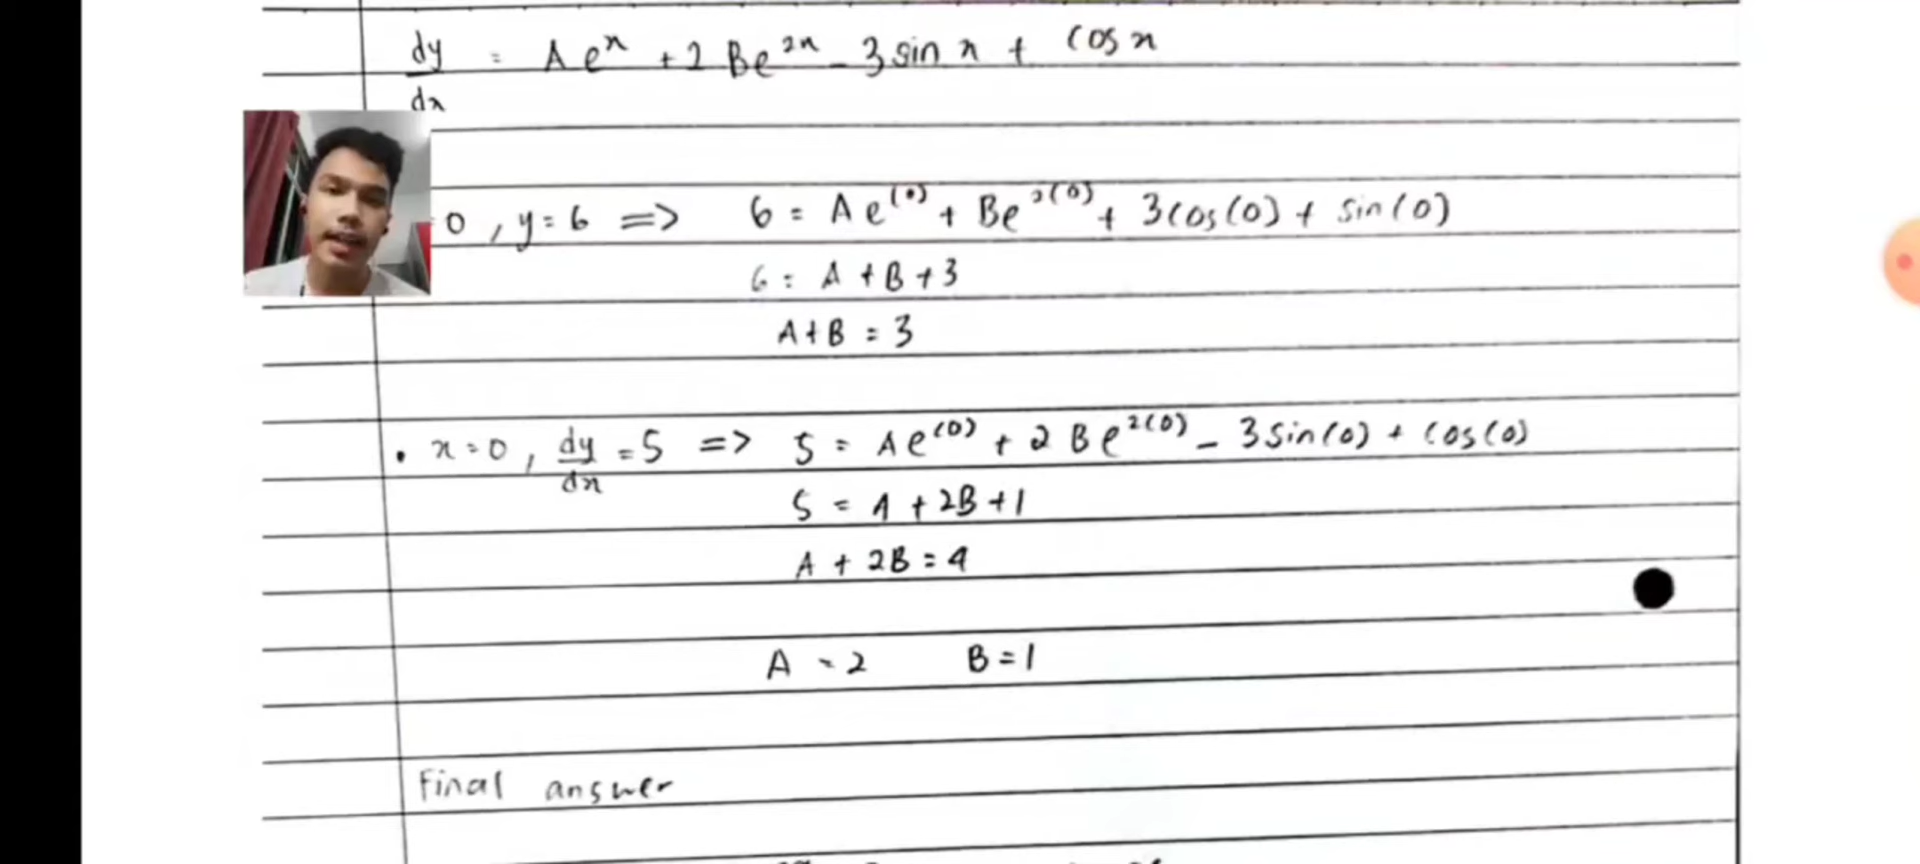 dy/dx = Ae^x + 2Be^2x - 3 sin x + cos x
0, y = 6 => 6 = Ae^(0) + Be^2(0) + 3cos(0) + sin(0)
6 = A + B + 3
A + B = 3
• x = 0, dy/dx = 5 => 5 = Ae^(0) + 2Be^2(0) - 3sin(0) + cos(0)
5 = A + 2B + 1
A + 2B = 4
A = 2 B = 1
Final answer